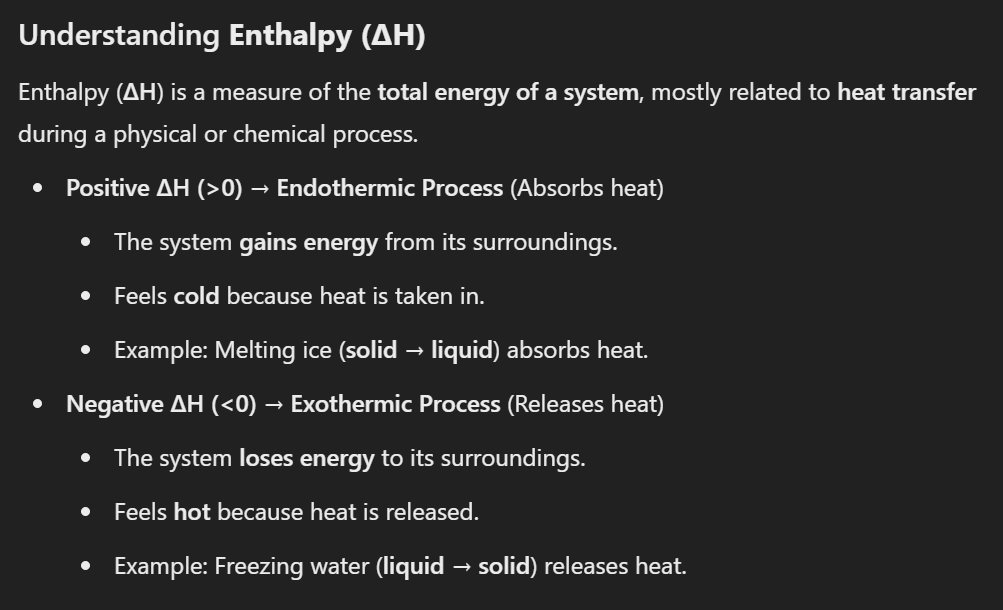 Understanding Enthalpy (ΔH)
Enthalpy (ΔH) is a measure of the total energy of a system, mostly related to heat transfer
during a physical or chemical process.
• Positive ΔH (>0) → Endothermic Process (Absorbs heat)
• The system gains energy from its surroundings.
• Feels cold because heat is taken in.
• Example: Melting ice (solid → liquid) absorbs heat.
• Negative ΔH (<0) → Exothermic Process (Releases heat)
• The system loses energy to its surroundings.
• Feels hot because heat is released.
• Example: Freezing water (liquid → solid) releases heat.